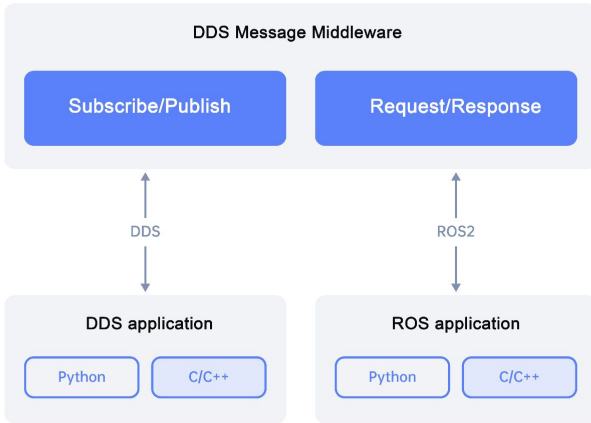 DDS Message Middleware
Subscribe/Publish
Request/Response
DDS
ROS2
DDS application
ROS application
Python
C/C++
Python
C/C++